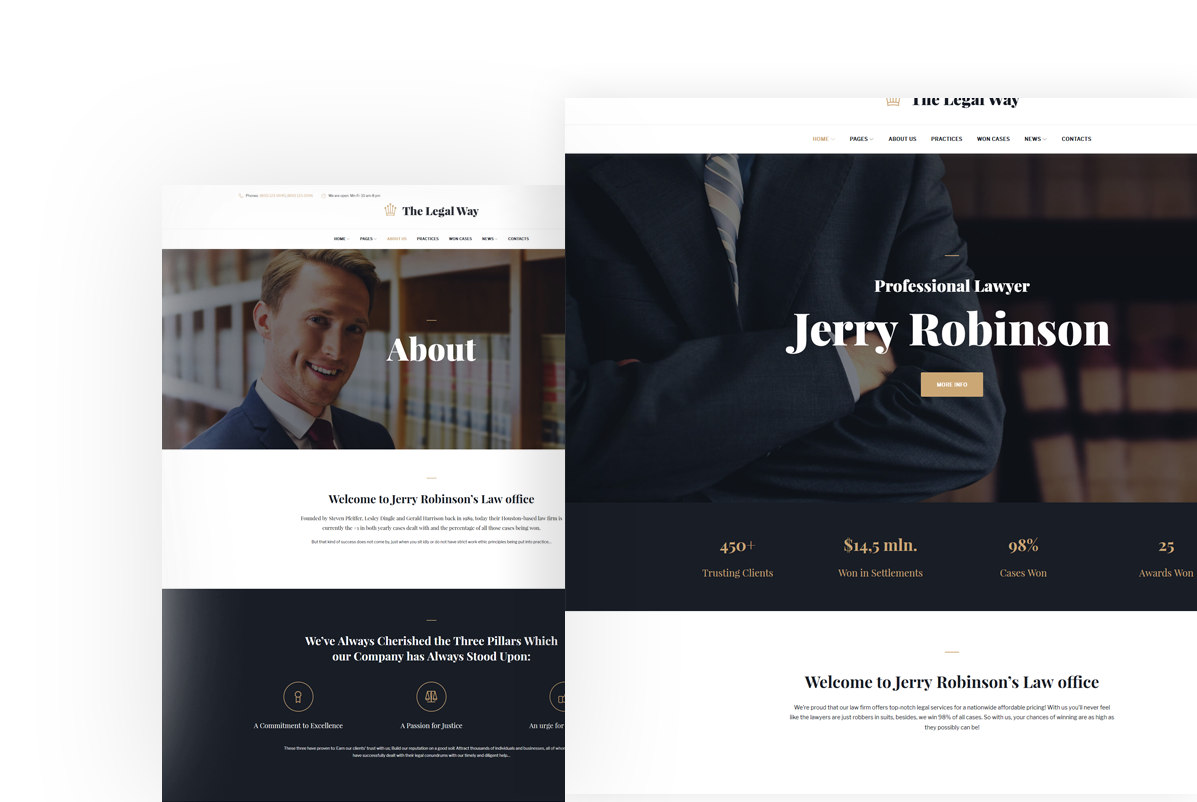 Phones:
We are open: Mn-Fr: 10 am-8 pm
The Legal Way
HOME PAGES ABOUT US PRACTICES WON CASES NEWS CONTACTS
About
Welcome to Jerry Robinson's Law office
Founded by Steven Pfeiffer, Lesley Dingle and Gerald Harrison back in 1989, today their Houston-based law firm is
currently the #1 in both yearly cases dealt with and the percentage of all those cases being won.
But that kind of success does not come by, just when you sit idly or do not have strict work ethic principles being put into practice...
We've Always Cherished the Three Pillars Which
our Company has Always Stood Upon:
A Commitment to Excellence
A Passion for Justice
An urge for
These three have proven to: Earn our clients' trust with us; Build our reputation on a good soil; Attract thousands of individuals and businesses, all of whom
have successfully dealt with their legal conundrums with our timely and diligent help...
The Legal Way
HOME PAGES ABOUT US PRACTICES WON CASES NEWS CONTACTS
Professional Lawyer
Jerry Robinson
MORE INFO
450+
Trusting Clients
$14,5 mln.
Won in Settlements
98%
Cases Won
25
Awards Won
Welcome to Jerry Robinson's Law office
We're proud that our law firm offers top-notch legal services for a nationwide affordable pricing! With us you'll never feel
like the lawyers are just robbers in suits, besides, we win 98% of all cases. So with us, your chances of winning are as high as
they possibly can be!